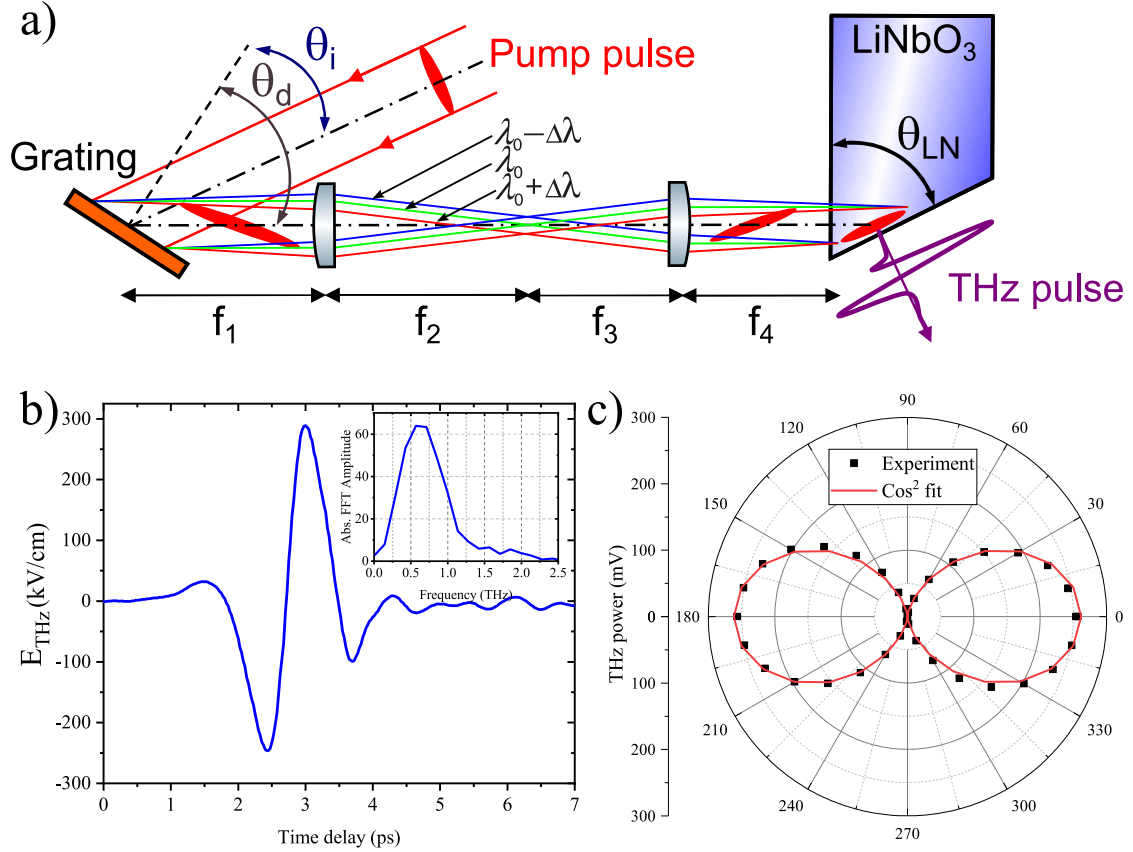 a)
θi
θd
Pump pulse
LiNbO3
λo−Δλ
λo
λo+Δλ
θLN
Grating
THz pulse
f1
f2
f3
f4
b)
ETHz (kV/cm)
300
200
100
0
-100
-200
-300
0 1 2 3 4 5 6 7
Time delay (ps)
Abs. FFT Amplitude
60
40
20
0
0.0 0.5 1.0 1.5 2.0 2.5
Frequency (THz)
c)
THz power (mV)
300
200
100
0
100
200
300
0
30
60
90
120
150
180
210
240
270
300
330
Experiment
Cos2 fit